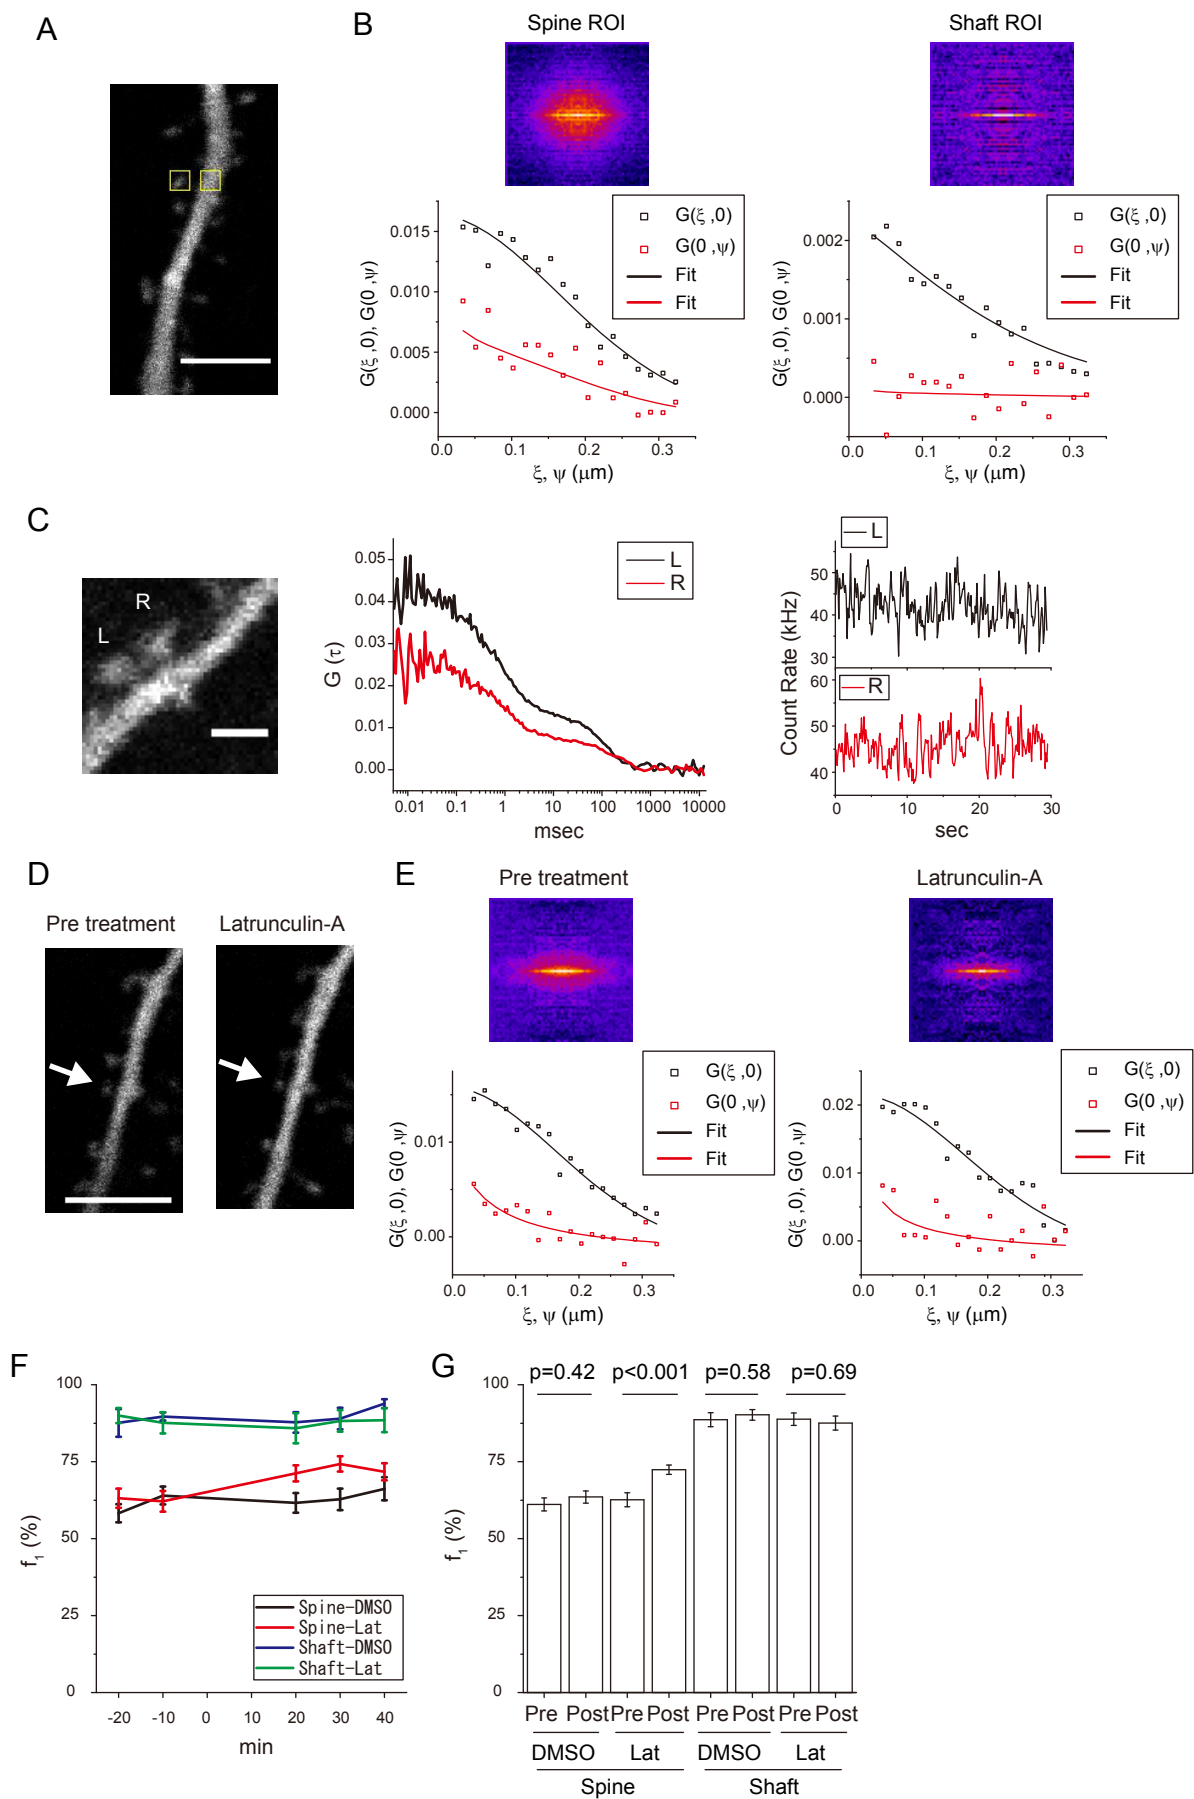 A
B
Spine ROI
Shaft ROI
G(ξ,0), G(0,ψ)
0.015
0.010
0.005
0.000
0.0 0.1 0.2 0.3
ξ, ψ (μm)
G(ξ,0)
G(0,ψ)
Fit
Fit
G(ξ,0), G(0,ψ)
0.002
0.001
0.000
0.0 0.1 0.2 0.3
ξ, ψ (μm)
G(ξ,0)
G(0,ψ)
Fit
Fit
C
R
L
G (τ)
0.05
0.04
0.03
0.02
0.01
0.00
0.01 0.1 1 10 100 1000 10000
msec
L
R
Count Rate (kHz)
L
50
40
30
R
60
50
40
0 10 20 30
sec
D
Pre treatment
Latrunculin-A
E
Pre treatment
Latrunculin-A
G(ξ,0), G(0,ψ)
0.01
0.00
0.0 0.1 0.2 0.3
ξ, ψ (μm)
G(ξ,0)
G(0,ψ)
Fit
Fit
G(ξ,0), G(0,ψ)
0.02
0.01
0.00
0.0 0.1 0.2 0.3
ξ, ψ (μm)
G(ξ,0)
G(0,ψ)
Fit
Fit
F
f₁ (%)
100
75
50
25
0
-20 -10 0 10 20 30 40
min
Spine-DMSO
Spine-Lat
Shaft-DMSO
Shaft-Lat
G
p=0.42 p<0.001 p=0.58 p=0.69
f₁ (%)
100
75
50
25
0
Pre Post Pre Post Pre Post Pre Post
DMSO Lat DMSO Lat
Spine Shaft